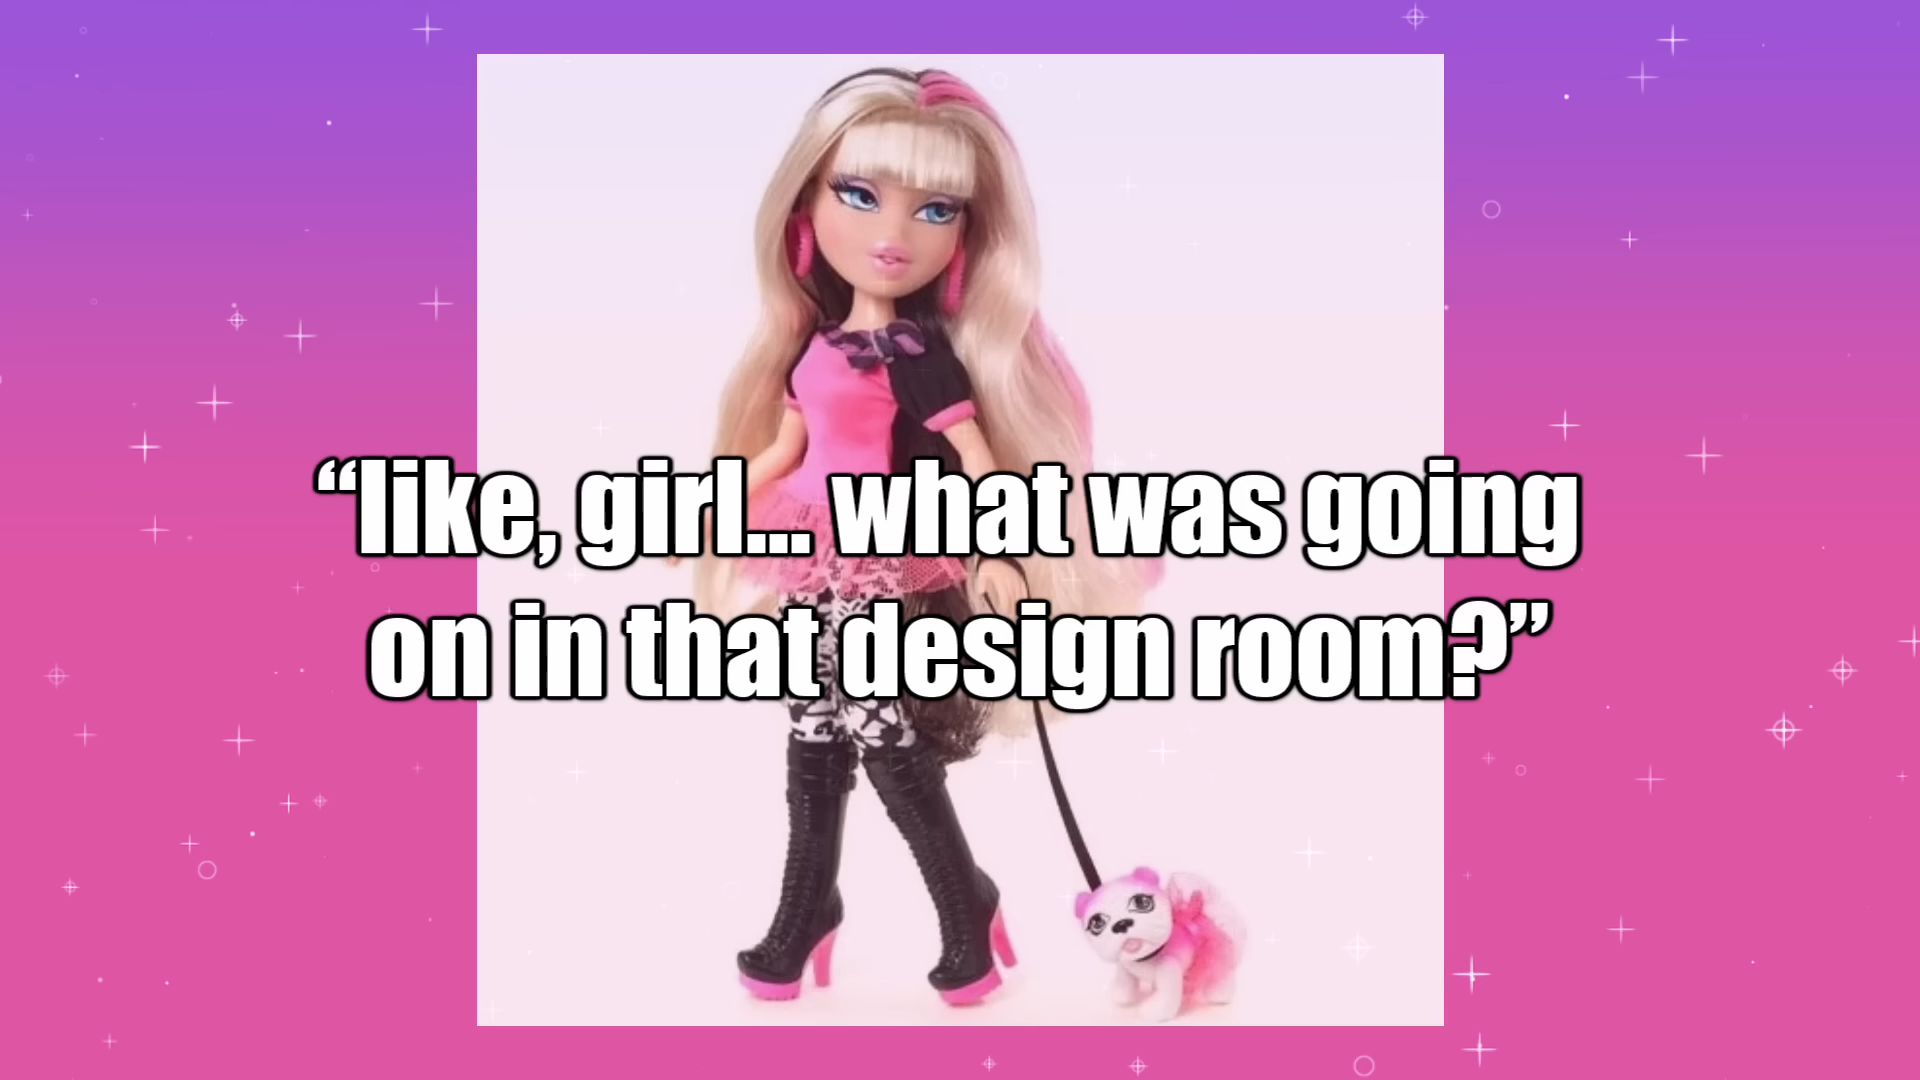 “like, girl... what was going
on in that design room?”